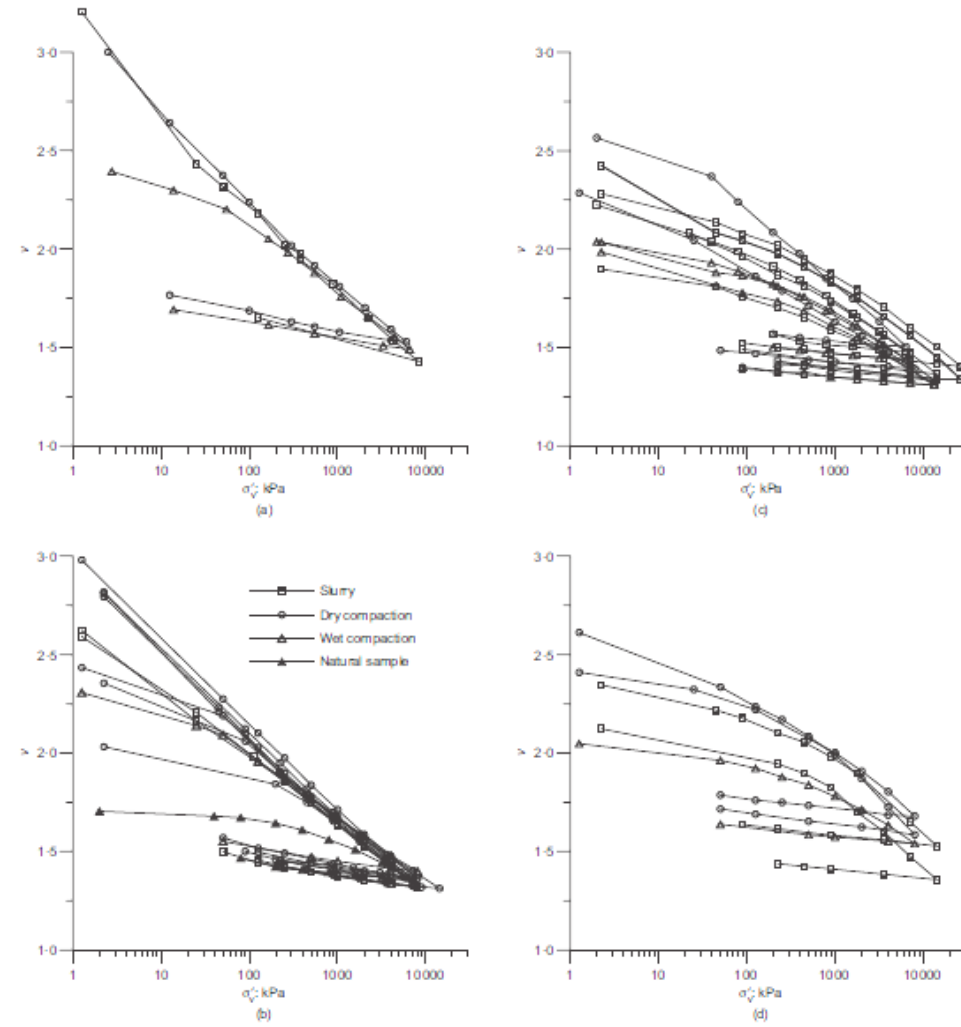 3·0
2·5
2·0
1·5
1·0
v
1 10 100 1000 10000
σ′v: kPa
(a)
3·0
2·5
2·0
1·5
1·0
v
1 10 100 1000 10000
σ′v: kPa
(c)
3·0
2·5
2·0
1·5
1·0
v
Slurry
Dry compaction
Wet compaction
Natural sample
1 10 100 1000 10000
σ′v: kPa
(b)
3·0
2·5
2·0
1·5
1·0
v
1 10 100 1000 10000
σ′v: kPa
(d)